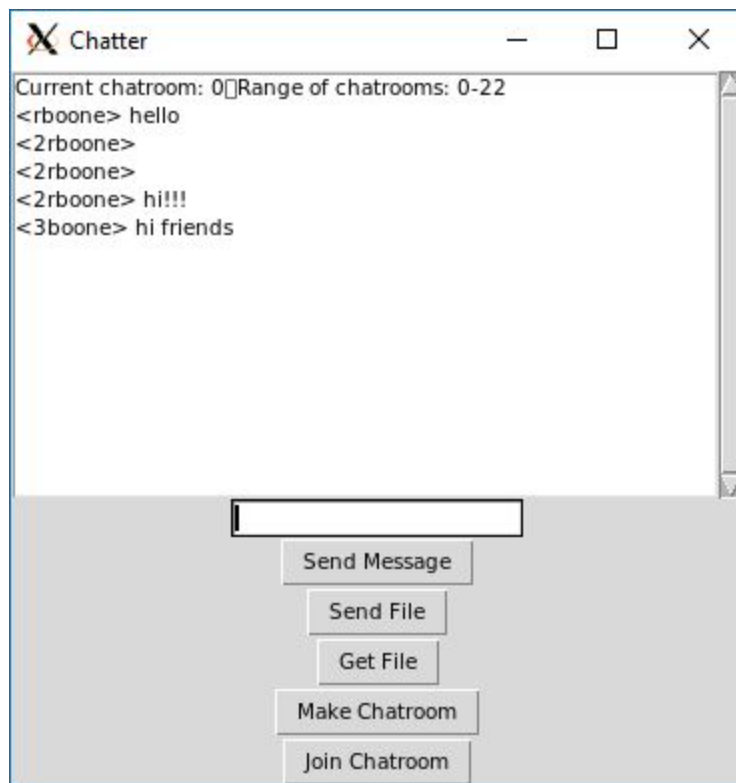 Chatter
Current chatroom: 0▯Range of chatrooms: 0-22
<rboone> hello
<2rboone>
<2rboone>
<2rboone> hi!!!
<3boone> hi friends
Send Message
Send File
Get File
Make Chatroom
Join Chatroom